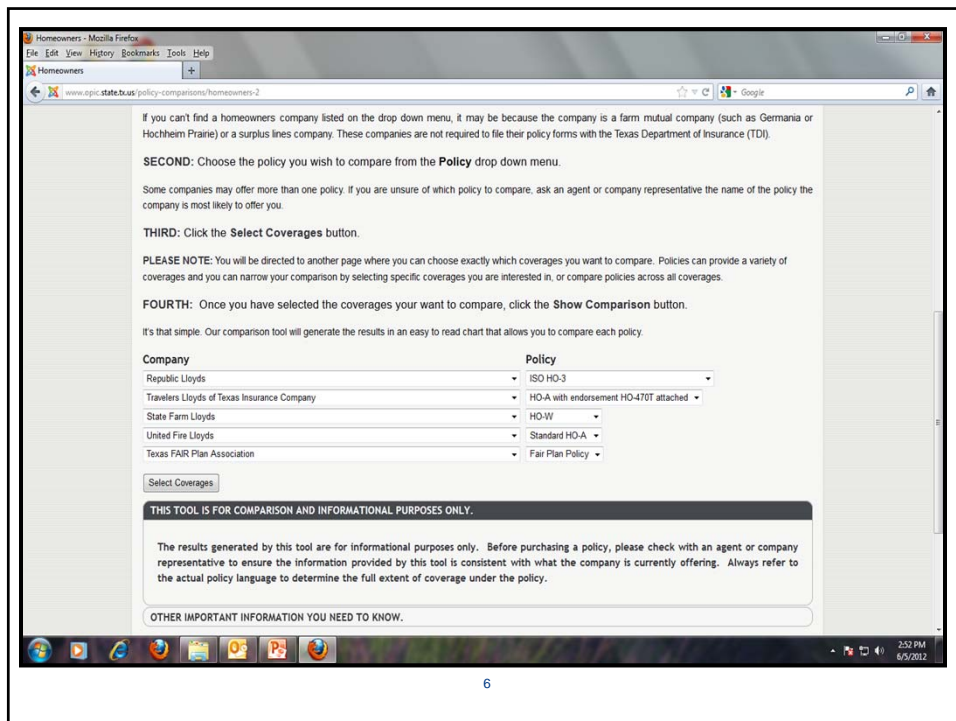 Homeowners - Mozilla Firefox
File Edit View History Bookmarks Tools Help
Homeowners
www.opic.state.tx.us/policy-comparisons/homeowners-2
Google
If you can't find a homeowners company listed on the drop down menu, it may be because the company is a farm mutual company (such as Germania or
Hochheim Prairie) or a surplus lines company. These companies are not required to file their policy forms with the Texas Department of Insurance (TDI).
SECOND: Choose the policy you wish to compare from the Policy drop down menu.
Some companies may offer more than one policy. If you are unsure of which policy to compare, ask an agent or company representative the name of the policy the
company is most likely to offer you.
THIRD: Click the Select Coverages button.
PLEASE NOTE: You will be directed to another page where you can choose exactly which coverages you want to compare. Policies can provide a variety of
coverages and you can narrow your comparison by selecting specific coverages you are interested in, or compare policies across all coverages.
FOURTH: Once you have selected the coverages your want to compare, click the Show Comparison button.
It's that simple. Our comparison tool will generate the results in an easy to read chart that allows you to compare each policy.
Company Policy
Republic Lloyds ISO HO-3
Travelers Lloyds of Texas Insurance Company HO-A with endorsement HO-470T attached
State Farm Lloyds HO-W
United Fire Lloyds Standard HO-A
Texas FAIR Plan Association Fair Plan Policy
Select Coverages
THIS TOOL IS FOR COMPARISON AND INFORMATIONAL PURPOSES ONLY.
The results generated by this tool are for informational purposes only. Before purchasing a policy, please check with an agent or company
representative to ensure the information provided by this tool is consistent with what the company is currently offering. Always refer to
the actual policy language to determine the full extent of coverage under the policy.
OTHER IMPORTANT INFORMATION YOU NEED TO KNOW.
2:52 PM
6/5/2012
6